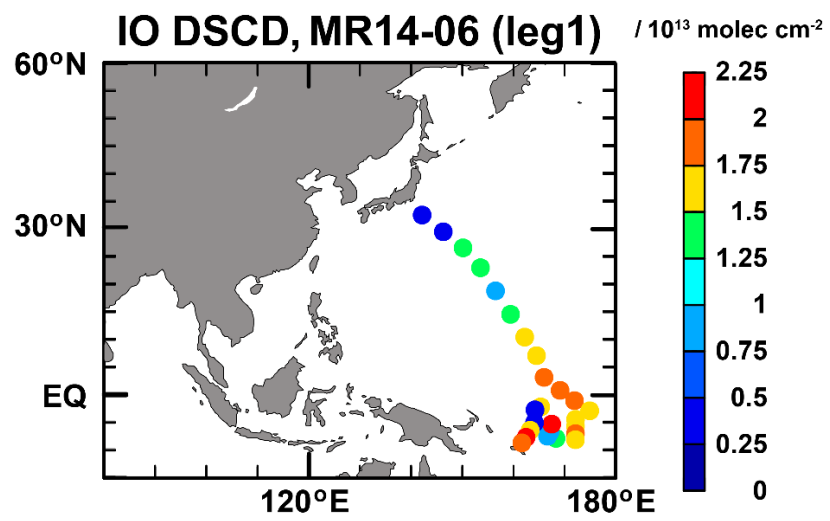 IO DSCD, MR14-06 (leg1)
/ 10¹³ molec cm⁻²
60°N
30°N
EQ
120°E
180°E
2.25
2
1.75
1.5
1.25
1
0.75
0.5
0.25
0